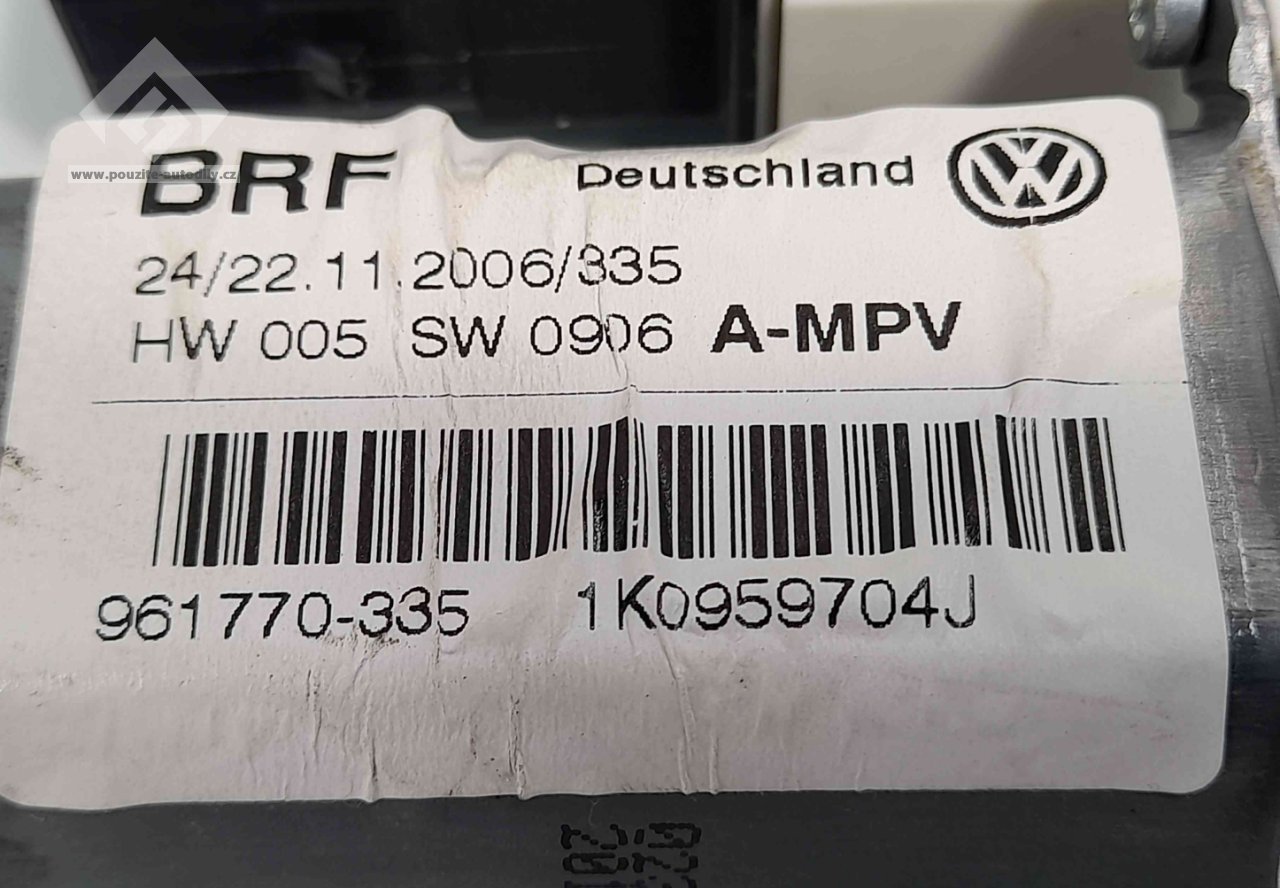 BRF Deutschland VW
www.pouzite-autodily.cz
24/22.11.2006/335
HW 005 SW 0906 A-MPV
961770-335 1K0959704J